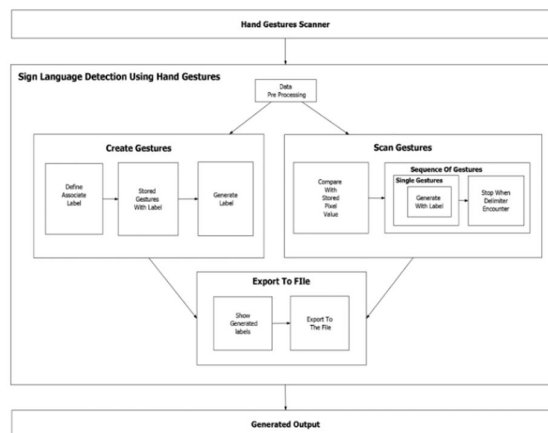 Hand Gestures Scanner
Sign Language Detection Using Hand Gestures
Data
Pre Processing
Create Gestures
Define
Associate
Label
Stored
Gestures
With Label
Generate
Label
Scan Gestures
Compare
With
Stored
Pixel
Value
Sequence Of Gestures
Single Gestures
Generate
With Label
Stop When
Delimiter
Encounter
Export To FIle
Show
Generated
labels
Export To
The File
Generated Output